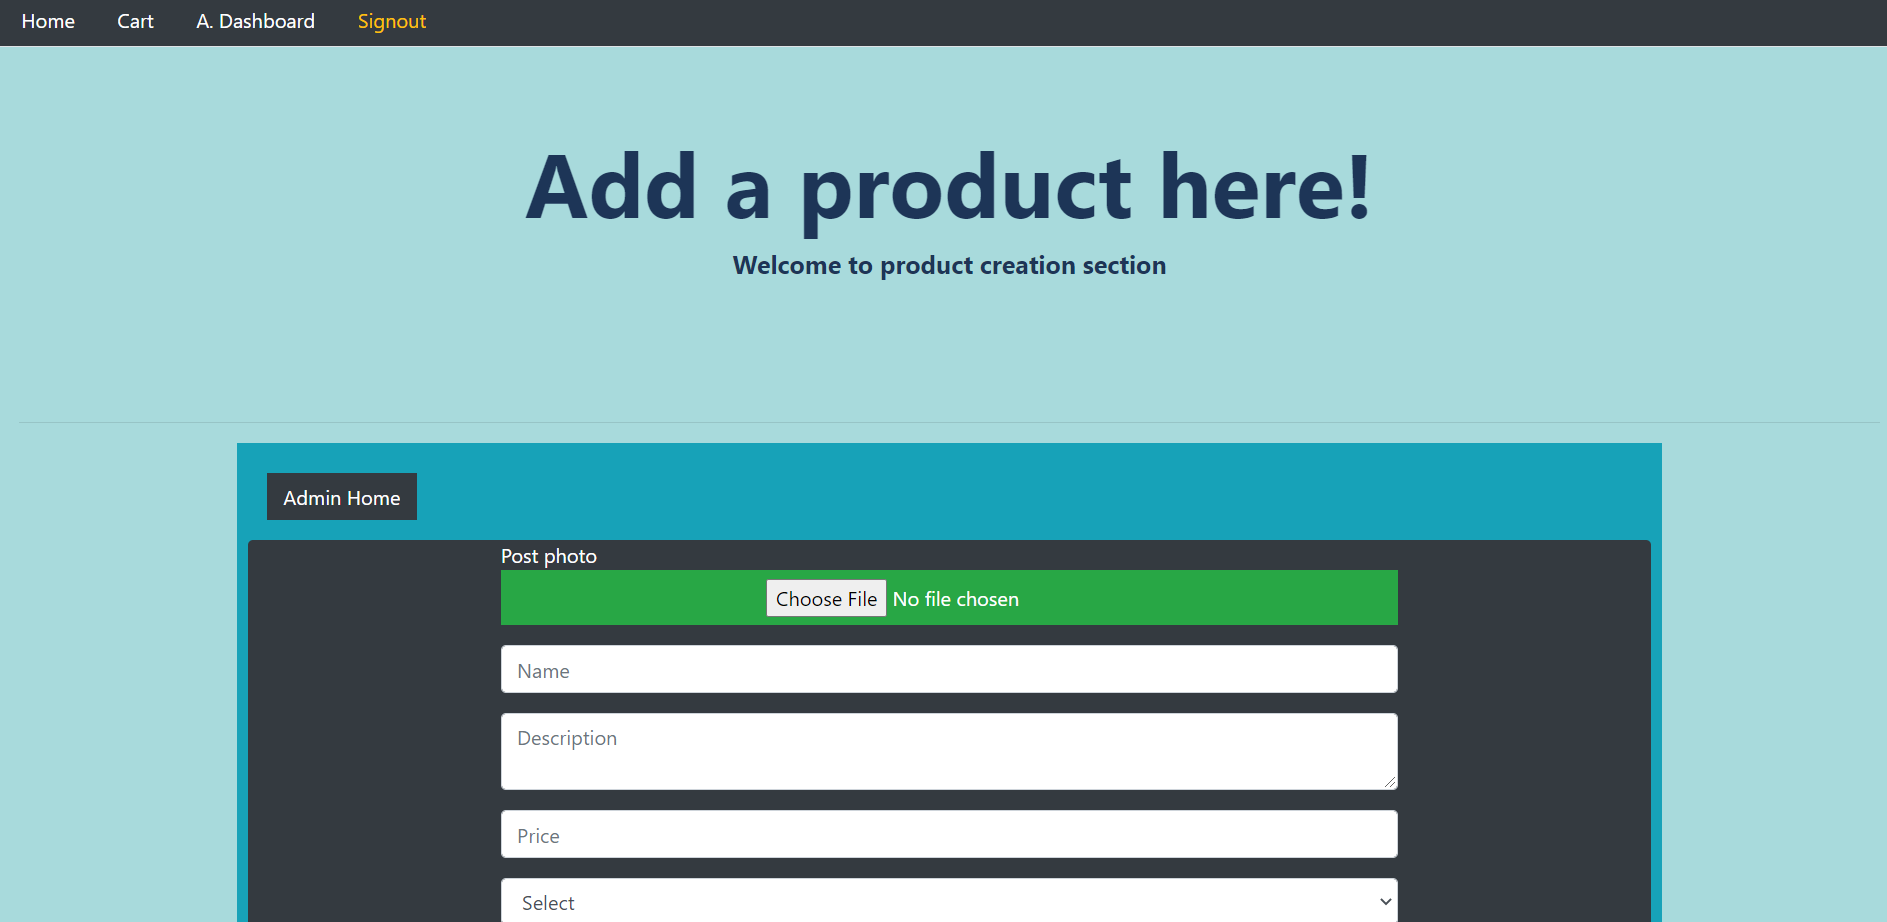 Home Cart A. Dashboard Signout
Add a product here!
Welcome to product creation section
Admin Home
Post photo
Choose File No file chosen
Name
Description
Price
Select